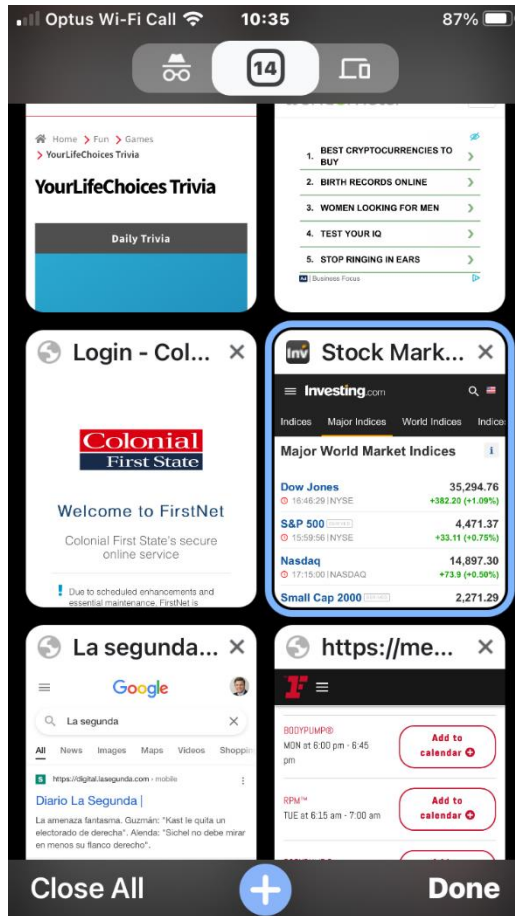 Optus Wi-Fi Call 10:35 87%
14
Home > Fun > Games
> YourLifeChoices Trivia
YourLifeChoices Trivia
Daily Trivia
1. BEST CRYPTOCURRENCIES TO BUY
2. BIRTH RECORDS ONLINE
3. WOMEN LOOKING FOR MEN
4. TEST YOUR IQ
5. STOP RINGING IN EARS
Ad | Business Focus
Login - Col... ×
Colonial
First State
Welcome to FirstNet
Colonial First State's secure
online service
! Due to scheduled enhancements and
essential maintenance, FirstNet is
Inv Stock Mark... ×
Investing.com
Indices Major Indices World Indices Indice
Major World Market Indices i
Dow Jones 35,294.76
16:46:29 | NYSE +382.20 (+1.09%)
S&P 500 4,471.37
15:59:56 | NYSE +33.11 (+0.75%)
Nasdaq 14,897.30
17:15:00 | NASDAQ +73.9 (+0.50%)
Small Cap 2000 2,271.29
La segunda... ×
Google
La segunda ×
All News Images Maps Videos Shopping
S https://digital.lasegunda.com › mobile
Diario La Segunda |
La amenaza fantasma. Guzmán: "Kast le quita un
electorado de derecha". Alenda: "Sichel no debe mirar
en menos su flanco derecho".
https://me... ×
BODYPUMP®
MON at 6:00 pm - 6:45
pm
Add to
calendar
RPM™
TUE at 6:15 am - 7:00 am
Add to
calendar
Close All + Done